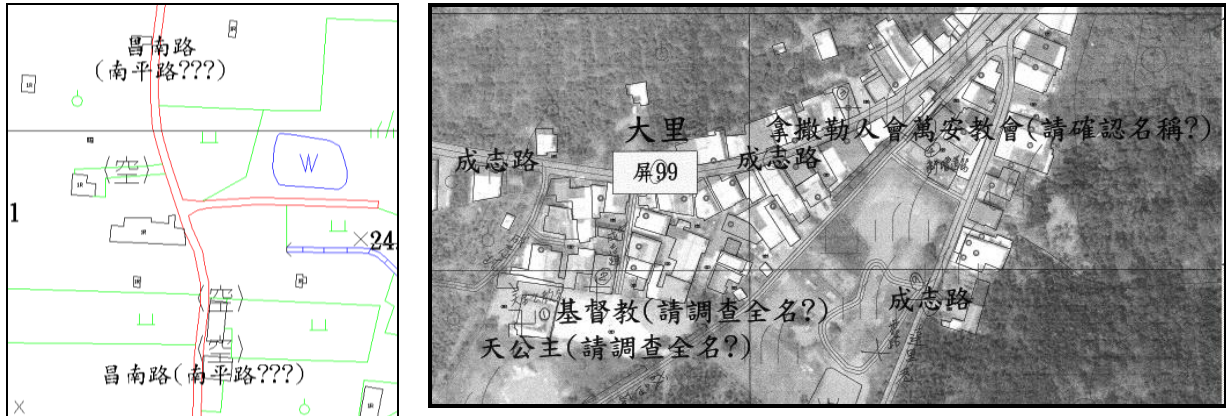 昌南路
(南平路???)
(空)
W
1
24
(空)
(空)
昌南路(南平路???)
大里
拿撒勒人會萬安教會(請確認名稱?)
成志路
屏99
成志路
成志路
基督教(請調查全名?)
天公主(請調查全名?)